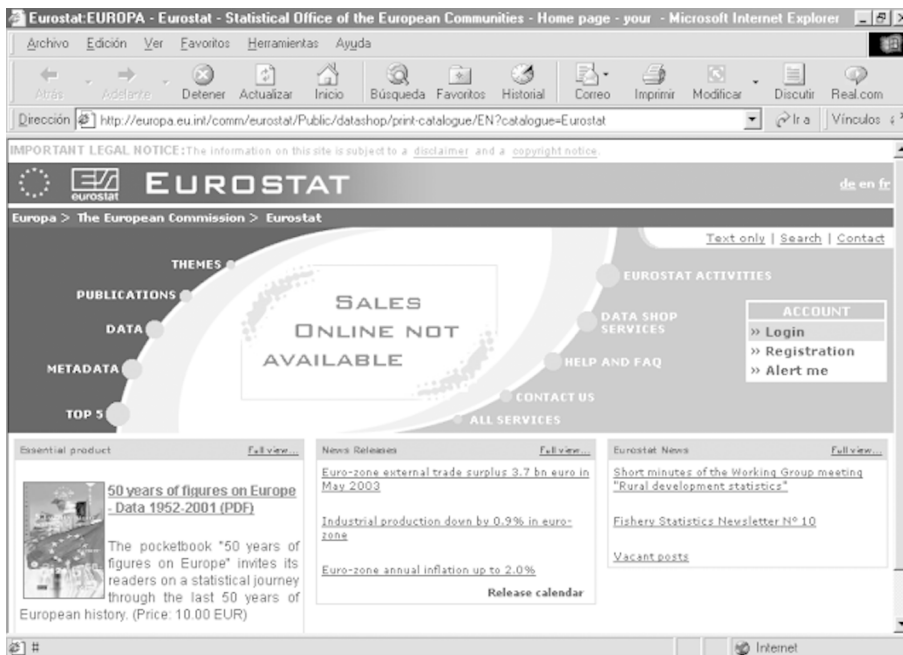 Eurostat:EUROPA - Eurostat - Statistical Office of the European Communities - Home page - your - Microsoft Internet Explorer
Archivo Edición Ver Favoritos Herramientas Ayuda
Atrás Adelante Detener Actualizar Inicio Búsqueda Favoritos Historial Correo Imprimir Modificar Discutir Real.com
Dirección http://europa.eu.int/comm/eurostat/Public/datashop/print-catalogue/EN?catalogue=Eurostat Ir a Vínculos
IMPORTANT LEGAL NOTICE:The information on this site is subject to a disclaimer and a copyright notice.
eurostat EUROSTAT de en fr
Europa > The European Commission > Eurostat
Text only | Search | Contact
THEMES
PUBLICATIONS
DATA
METADATA
TOP 5
SALES
ONLINE NOT
AVAILABLE
EUROSTAT ACTIVITIES
DATA SHOP
SERVICES
HELP AND FAQ
CONTACT US
ALL SERVICES
ACCOUNT
» Login
» Registration
» Alert me
Essential product Full view...
50 years of figures on Europe
- Data 1952-2001 (PDF)
The pocketbook "50 years of
figures on Europe" invites its
readers on a statistical journey
through the last 50 years of
European history. (Price: 10.00 EUR)
News Releases Full view...
Euro-zone external trade surplus 3.7 bn euro in
May 2003
Industrial production down by 0.9% in euro-
zone
Euro-zone annual inflation up to 2.0%
Release calendar
Eurostat News Full view...
Short minutes of the Working Group meeting
"Rural development statistics"
Fishery Statistics Newsletter Nº 10
Vacant posts
# Internet